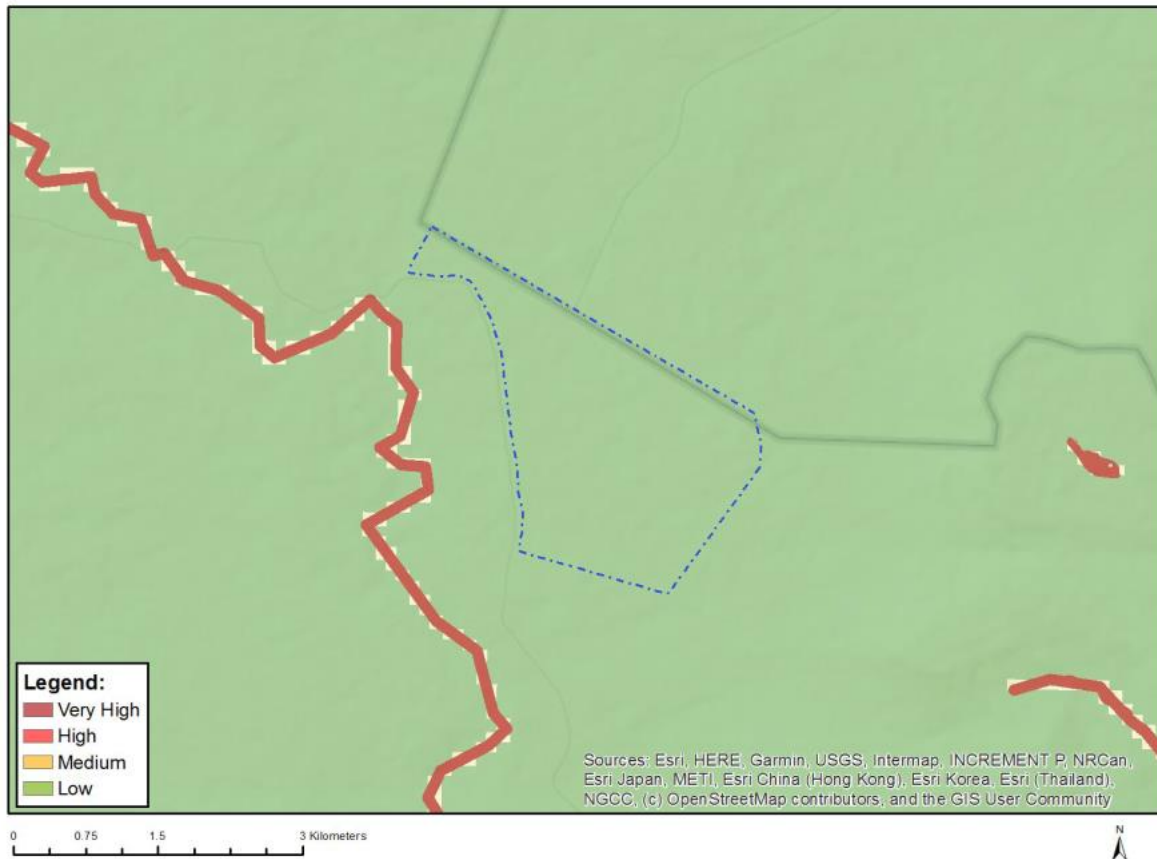 Legend:
Very High
High
Medium
Low
Sources: Esri, HERE, Garmin, USGS, Intermap, INCREMENT P, NRCan,
Esri Japan, METI, Esri China (Hong Kong), Esri Korea, Esri (Thailand),
NGCC, (c) OpenStreetMap contributors, and the GIS User Community
0 0.75 1.5 3 Kilometers
N